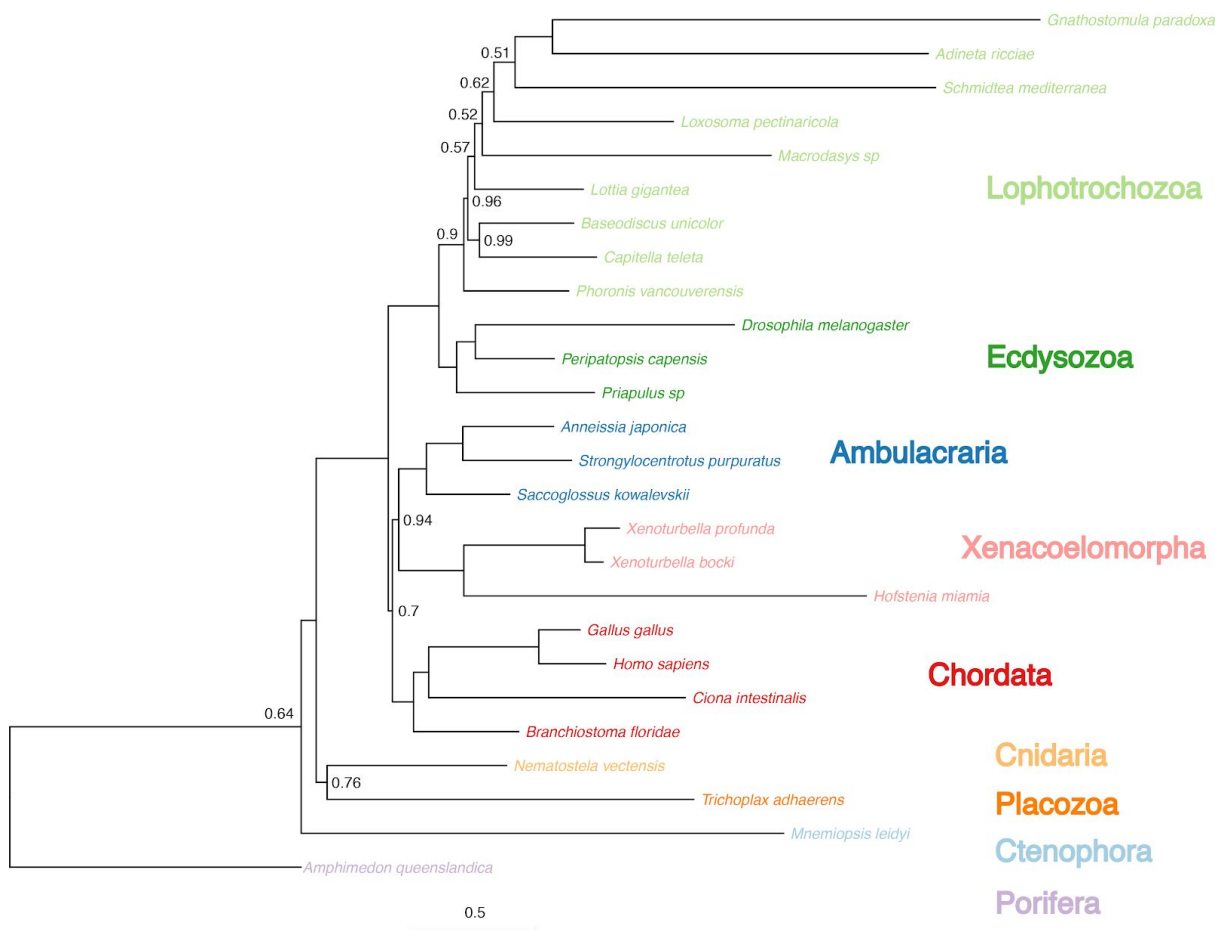 Gnathostomula paradoxa
0.51
Adineta ricciae
0.62
Schmidtea mediterranea
0.52
Loxosoma pectinaricola
0.57
Macrodasys sp
Lottia gigantea
Lophotrochozoa
0.96
Baseodiscus unicolor
0.9
0.99
Capitella teleta
Phoronis vancouverensis
Drosophila melanogaster
Peripatopsis capensis
Ecdysozoa
Priapulus sp
Anneissia japonica
Strongylocentrotus purpuratus
Ambulacraria
Saccoglossus kowalevskii
0.94
Xenoturbella profunda
Xenacoelomorpha
Xenoturbella bocki
Hofstenia miamia
0.7
Gallus gallus
Homo sapiens
Chordata
Ciona intestinalis
0.64
Branchiostoma floridae
Cnidaria
Nematostela vectensis
0.76
Trichoplax adhaerens
Placozoa
Mnemiopsis leidyi
Ctenophora
Amphimedon queenslandica
Porifera
0.5